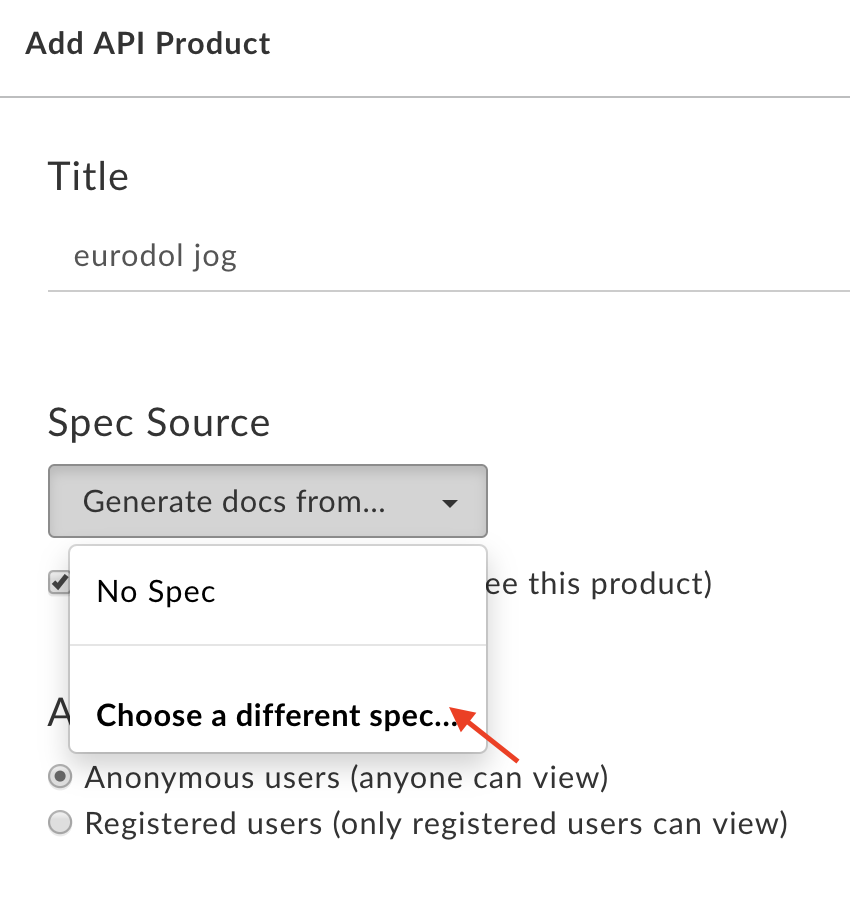 Add API Product
Title
eurodol jog
Spec Source
Generate docs from...
No Spec
ee this product)
Choose a different spec...
A
Anonymous users (anyone can view)
Registered users (only registered users can view)